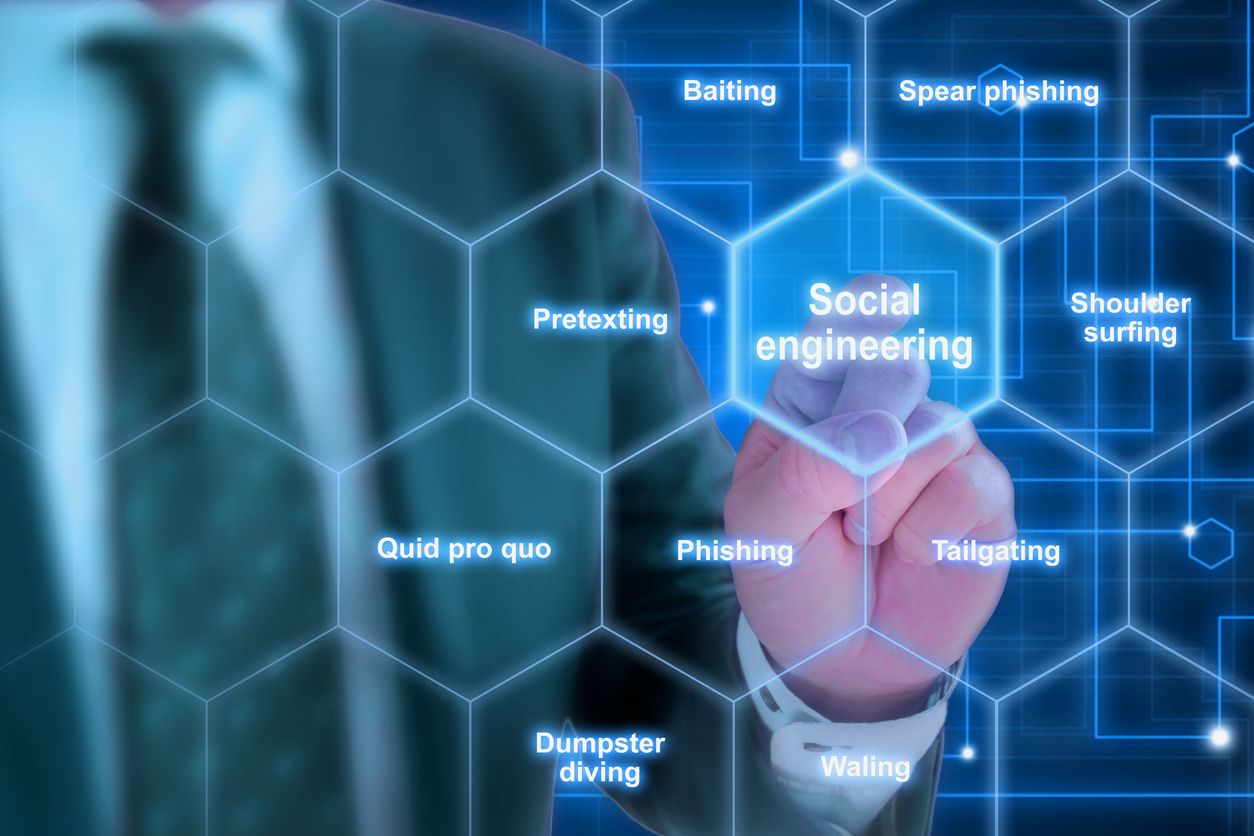 Baiting
Spear phishing
Pretexting
Social
engineering
Shoulder
surfing
Quid pro quo
Phishing
Tailgating
Dumpster
diving
Waling